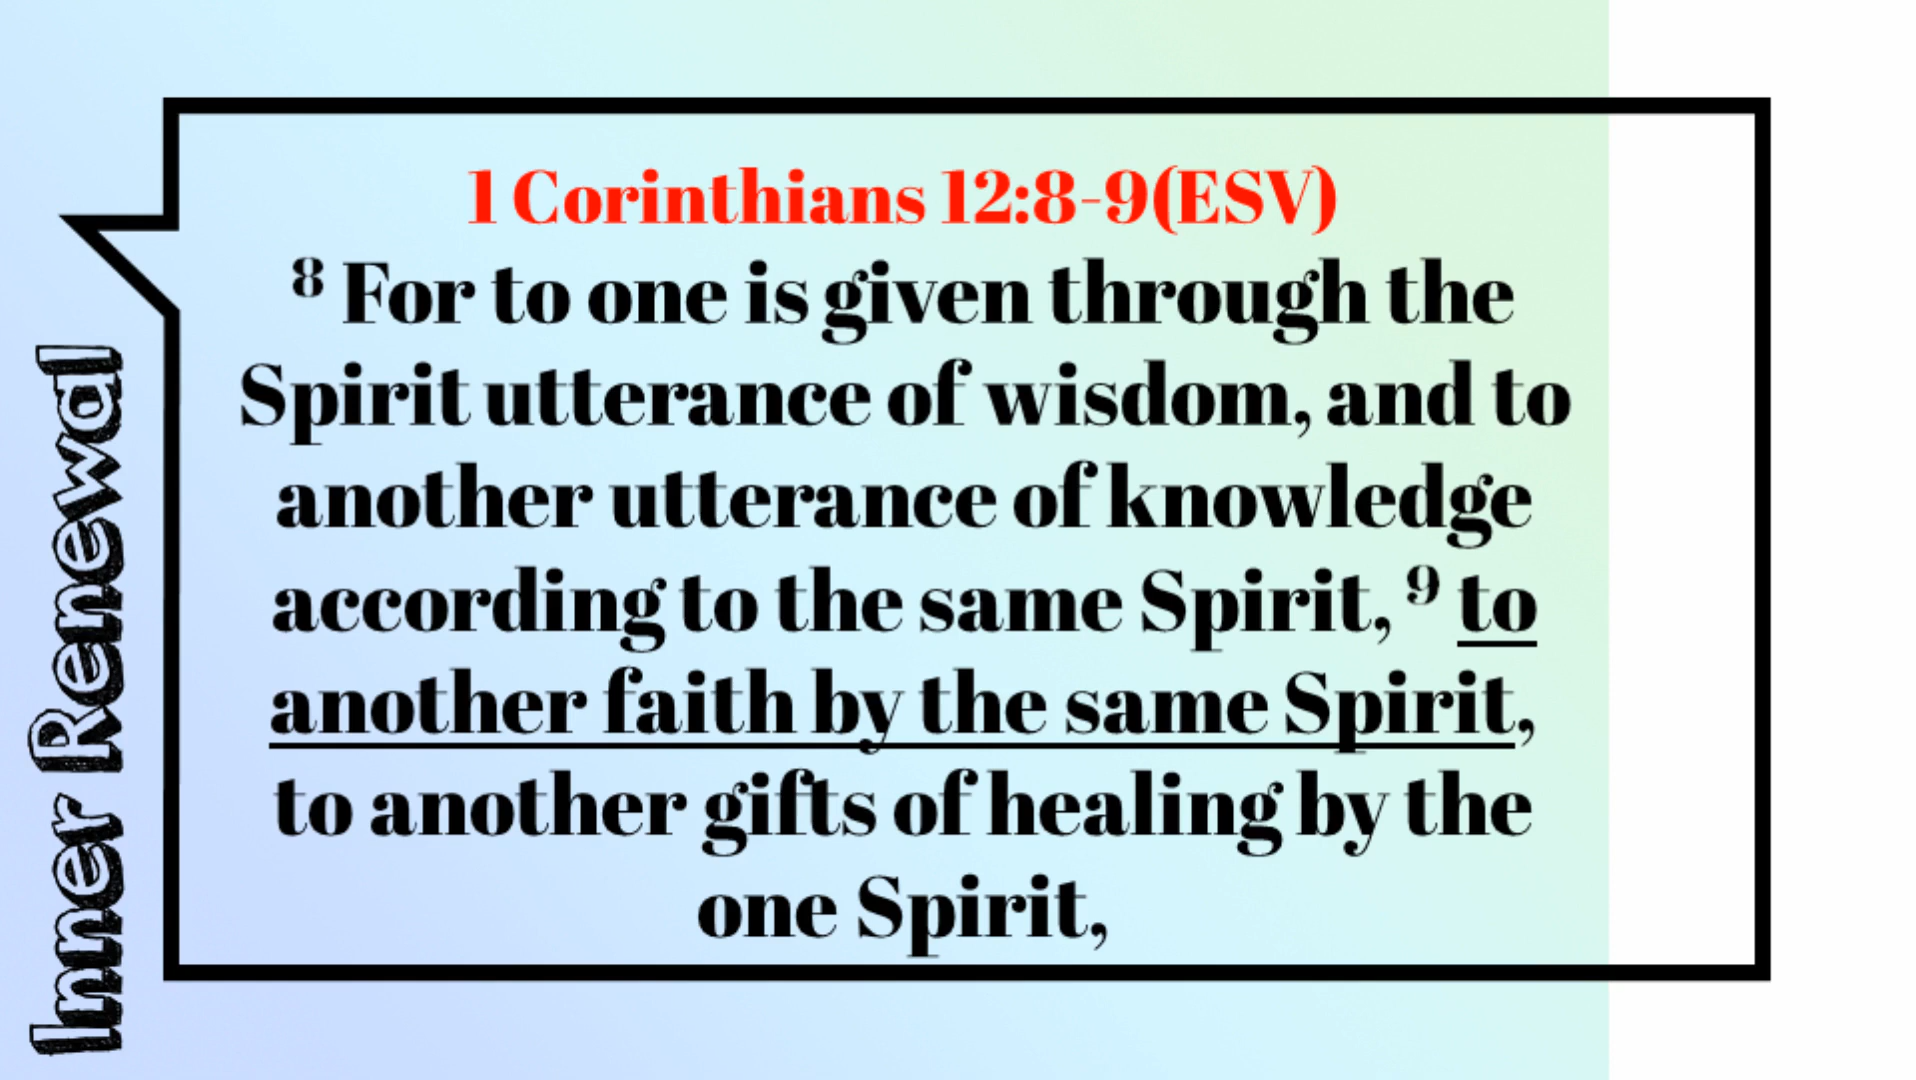 1 Corinthians 12:8-9(ESV)
⁸ For to one is given through the
Spirit utterance of wisdom, and to
another utterance of knowledge
according to the same Spirit, ⁹ to
another faith by the same Spirit,
to another gifts of healing by the
one Spirit,
Inner Renewal